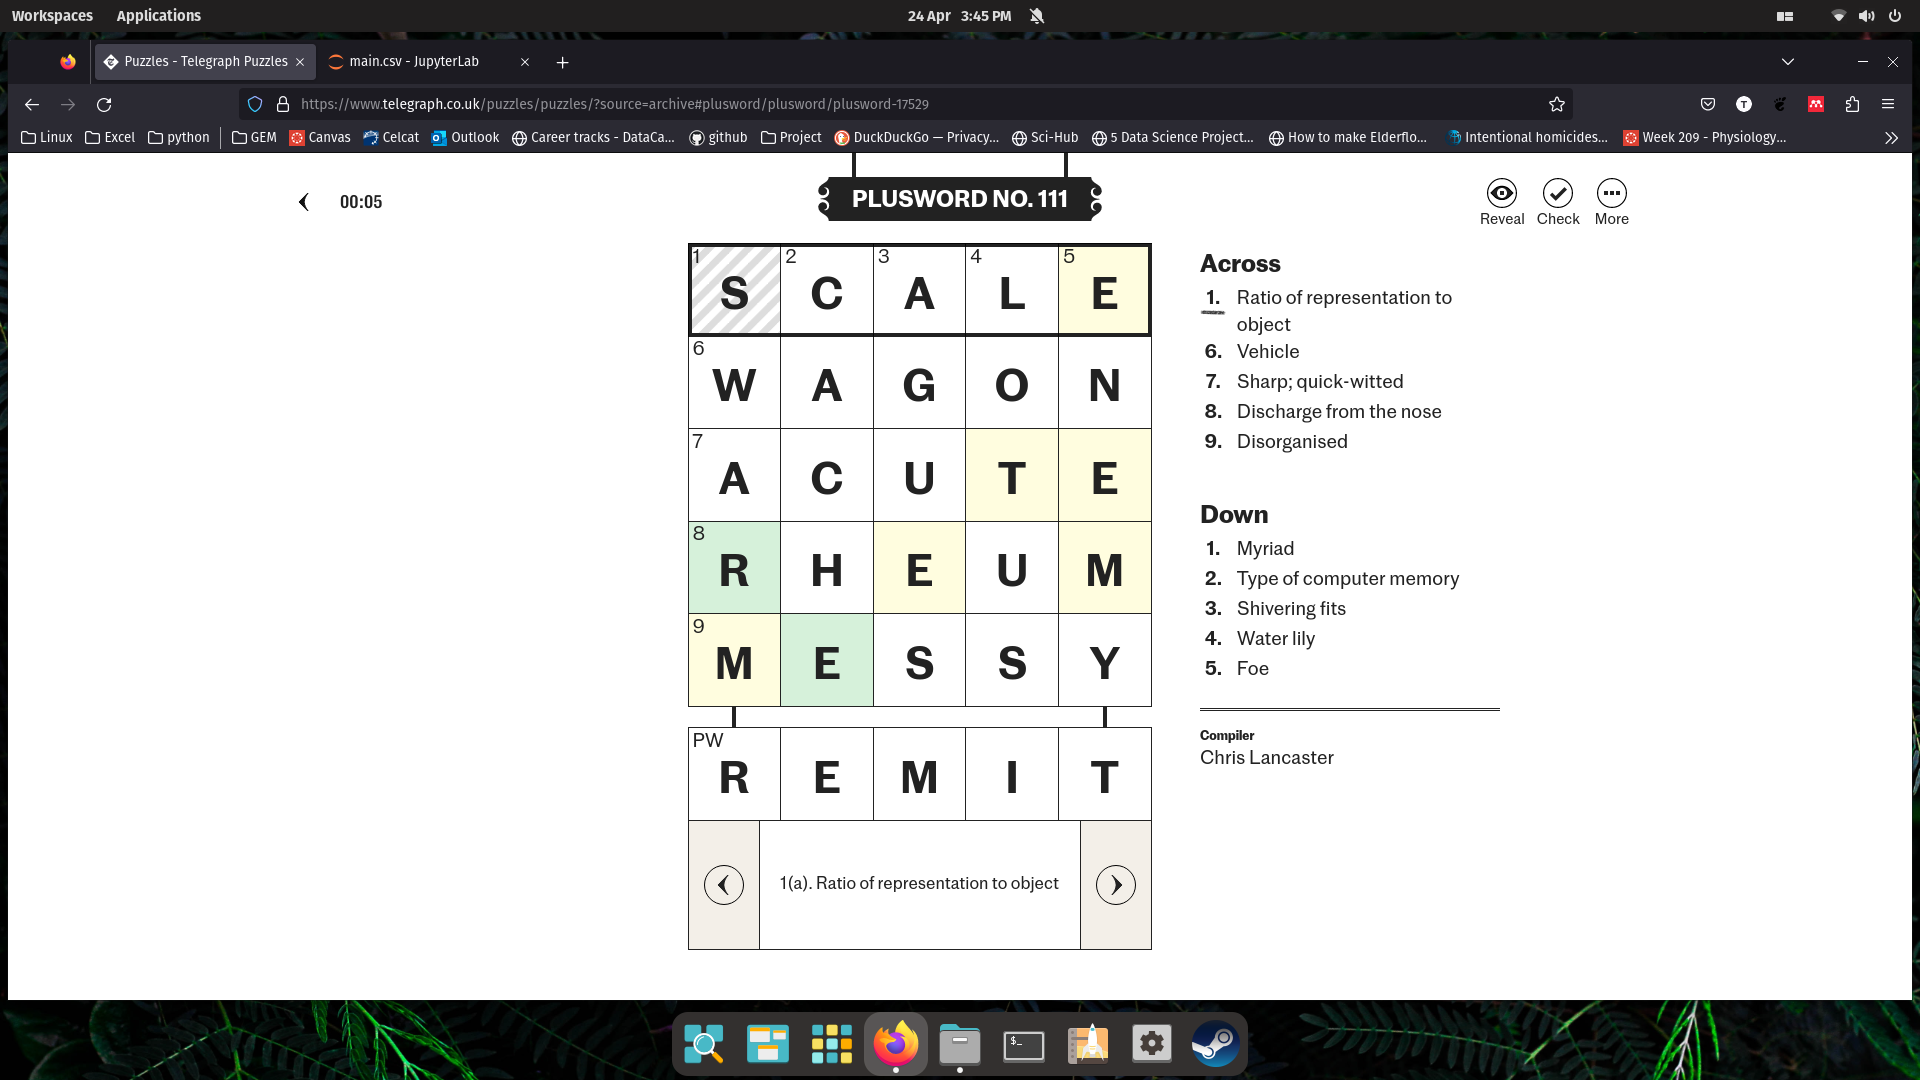 Workspaces Applications 24 Apr 3:45 PM
Puzzles - Telegraph Puzzles main.csv - JupyterLab
https://www.telegraph.co.uk/puzzles/puzzles/?source=archive#plusword/plusword/plusword-17529
Linux Excel python GEM Canvas Celcat Outlook Career tracks - DataCa... github Project DuckDuckGo — Privacy... Sci-Hub 5 Data Science Project... How to make Elderflo... Intentional homicides... Week 209 - Physiology...
00:05
PLUSWORD NO. 111
Reveal Check More
1 S 2 C 3 A 4 L 5 E
6 W A G O N
7 A C U T E
8 R H E U M
9 M E S S Y
PW R E M I T
1(a). Ratio of representation to object
Across
1. Ratio of representation to
object
6. Vehicle
7. Sharp; quick-witted
8. Discharge from the nose
9. Disorganised
Down
1. Myriad
2. Type of computer memory
3. Shivering fits
4. Water lily
5. Foe
Compiler
Chris Lancaster
$_